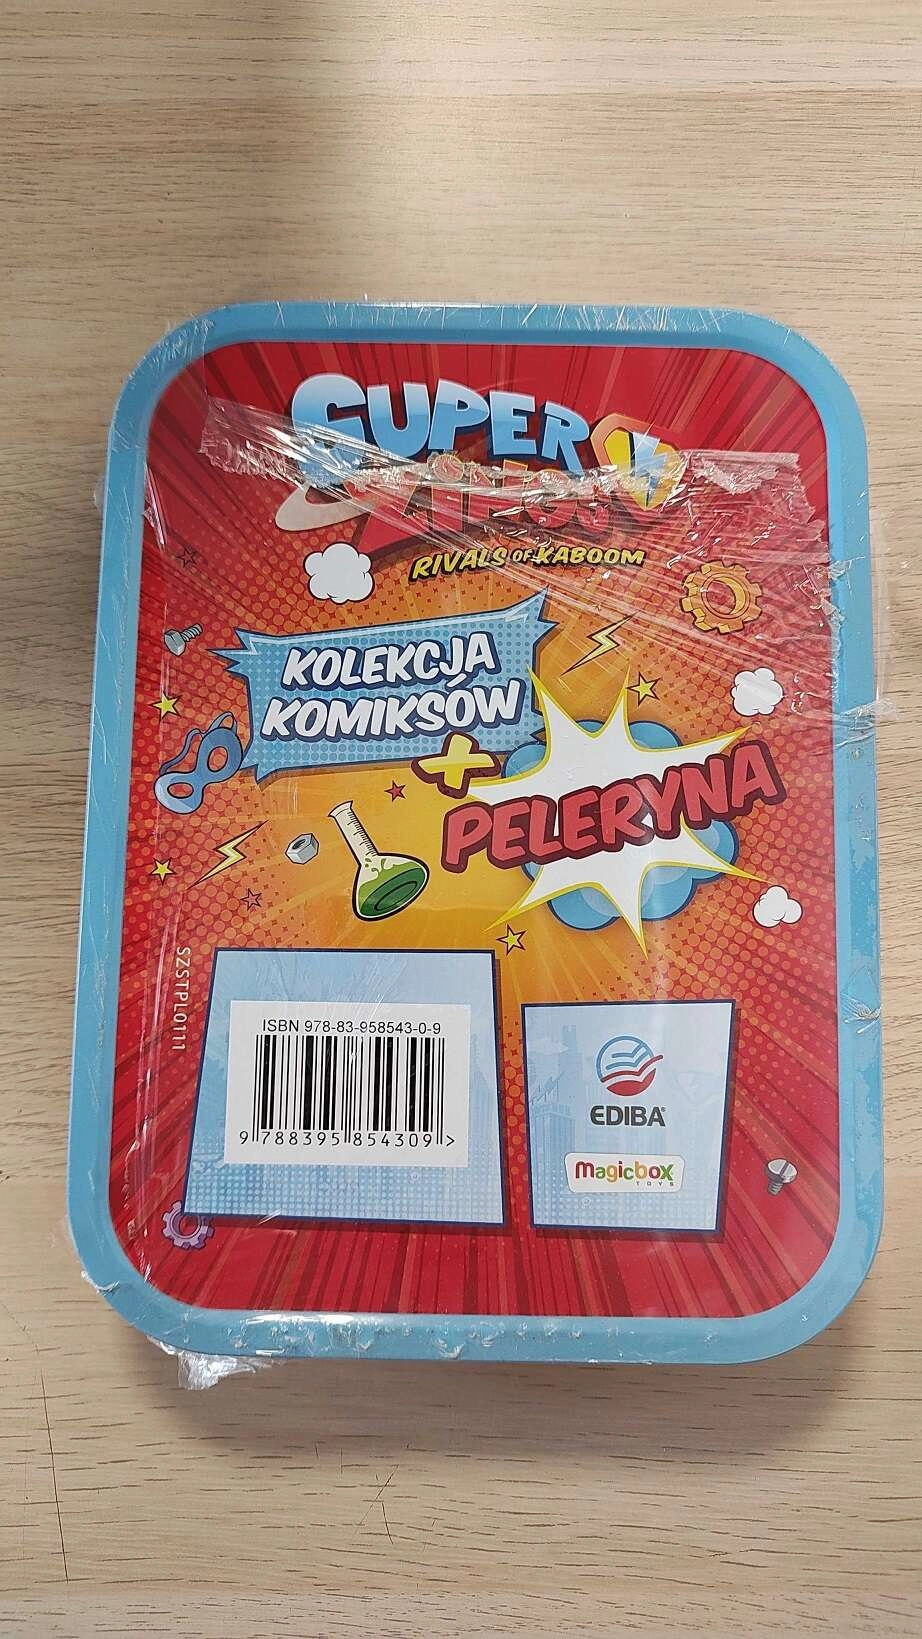 SUPER
ZINGS
RIVALS OF KABOOM
KOLEKCJA
KOMIKSÓW
+
PELERYNA
SZSTPL0111
ISBN 978-83-958543-0-9
9 788395 854309 >
EDIBA®
Magicbox
TOYS